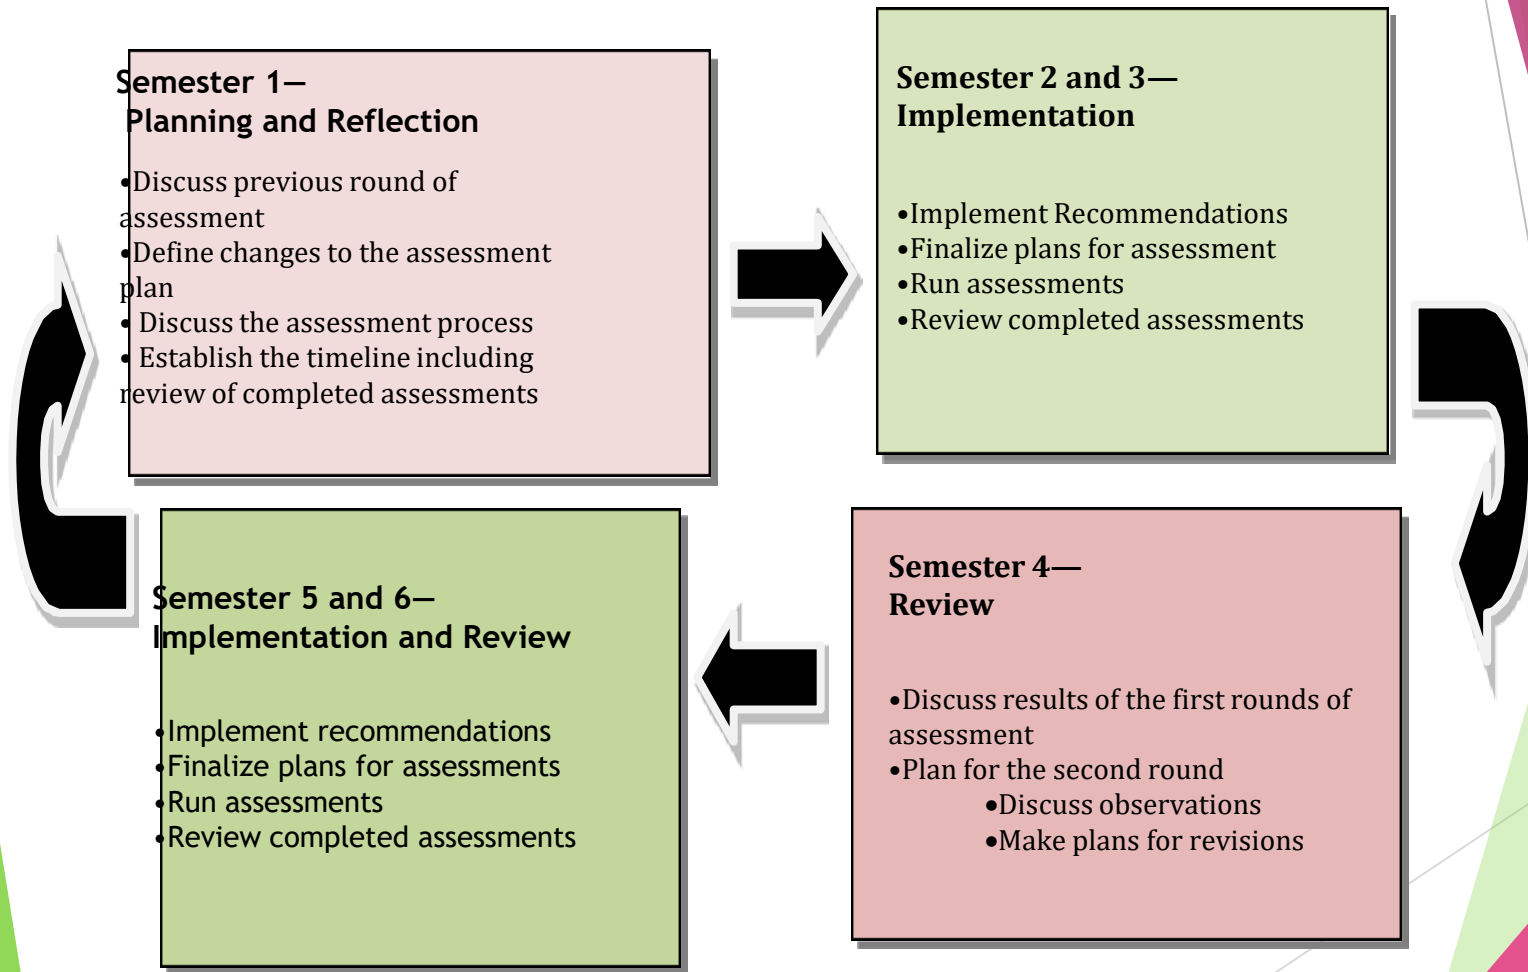 Semester 1—
Planning and Reflection
•Discuss previous round of
assessment
•Define changes to the assessment
plan
• Discuss the assessment process
• Establish the timeline including
review of completed assessments
Semester 2 and 3—
Implementation
•Implement Recommendations
•Finalize plans for assessment
•Run assessments
•Review completed assessments
Semester 4—
Review
•Discuss results of the first rounds of
assessment
•Plan for the second round
•Discuss observations
•Make plans for revisions
Semester 5 and 6—
Implementation and Review
•Implement recommendations
•Finalize plans for assessments
•Run assessments
•Review completed assessments